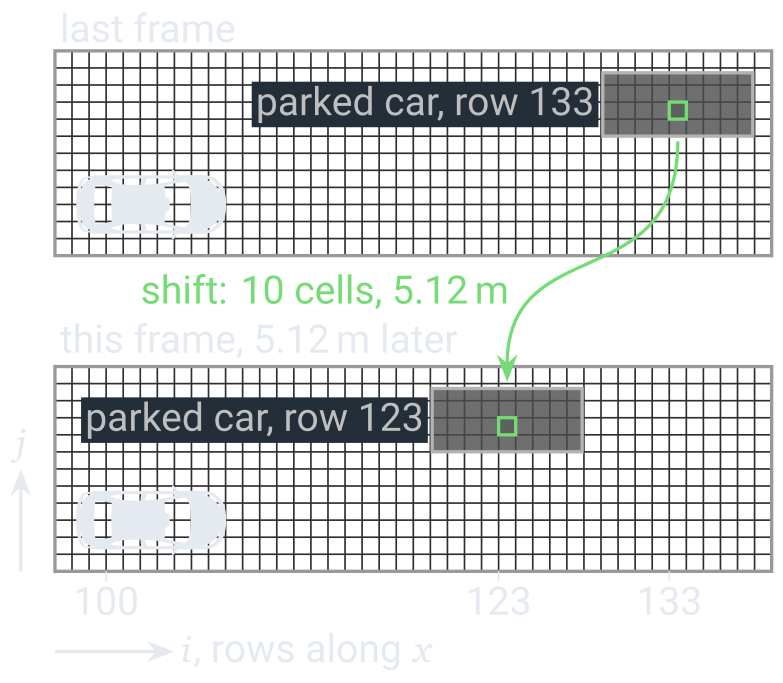 last frame
parked car, row 133
shift: 10 cells, 5.12 m
this frame, 5.12 m later
parked car, row 123
j
100
123
133
i, rows along x